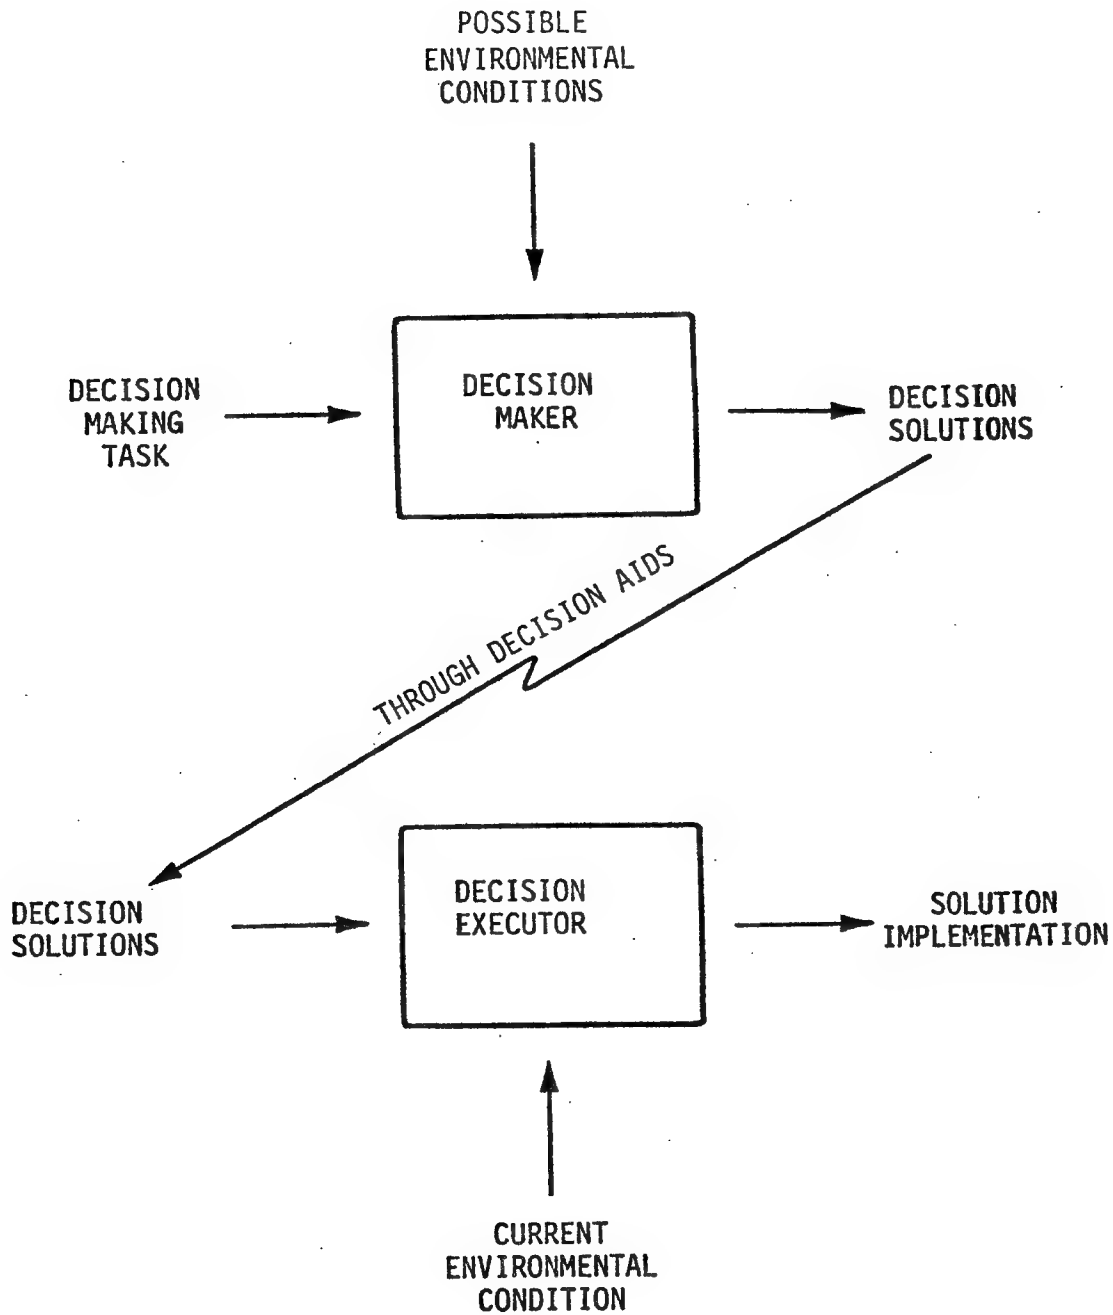 POSSIBLE
ENVIRONMENTAL
CONDITIONS
DECISION
MAKING
TASK
DECISION
MAKER
DECISION
SOLUTIONS
THROUGH DECISION AIDS
DECISION
SOLUTIONS
DECISION
EXECUTOR
SOLUTION
IMPLEMENTATION
CURRENT
ENVIRONMENTAL
CONDITION